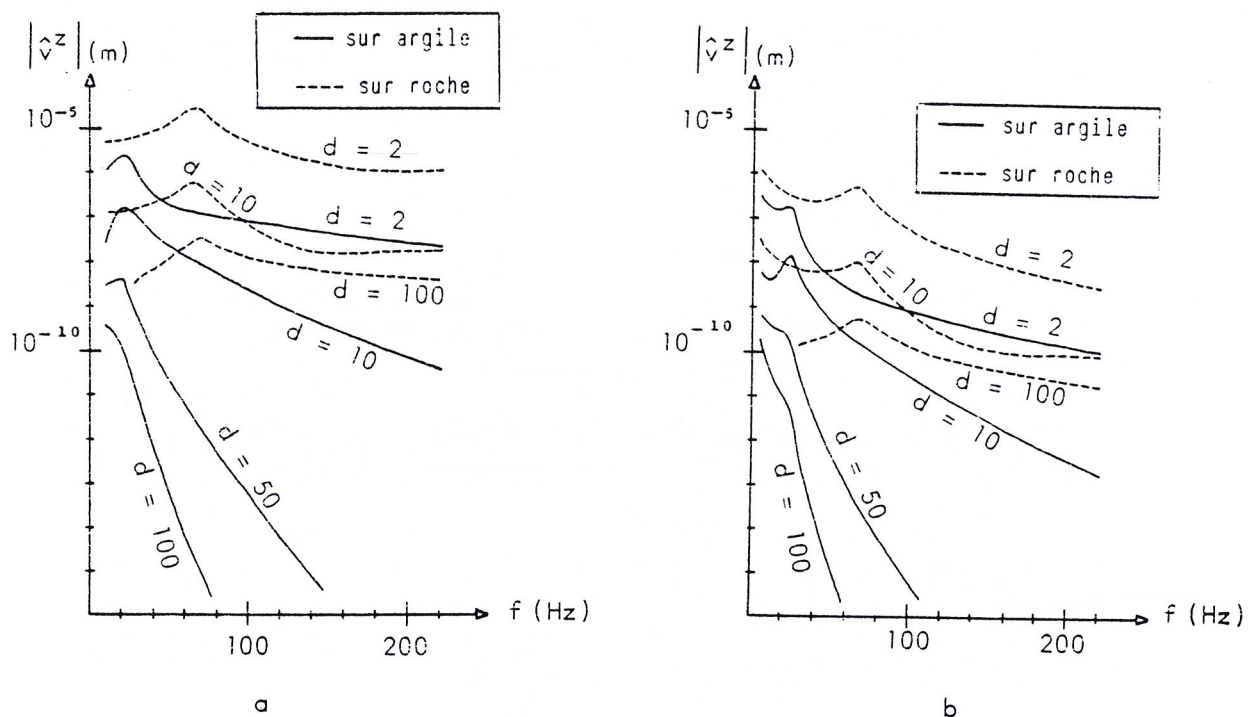 |v̂ᶻ| (m)
sur argile
sur roche
10⁻⁵
d = 2
d = 10
d = 2
d = 100
10⁻¹⁰
d = 10
d = 50
d = 100
f (Hz)
100
200
a
|v̂ᶻ| (m)
sur argile
sur roche
10⁻⁵
d = 2
d = 10
d = 2
10⁻¹⁰
d = 100
d = 10
d = 50
d = 100
f (Hz)
100
200
b